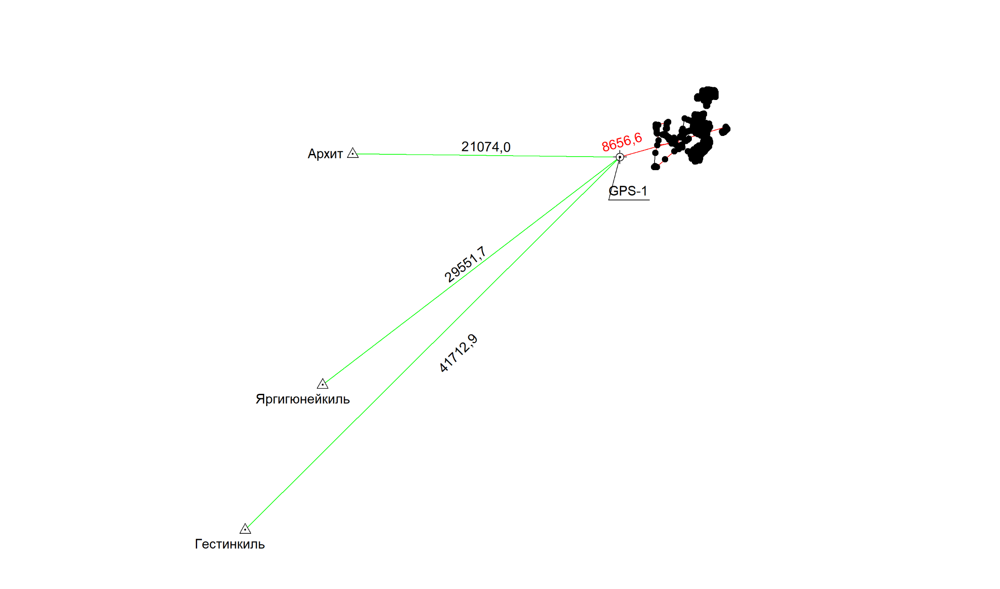 8656,6
21074,0
Архит
GPS-1
29551,7
41712,9
Яргигюнейкиль
Гестинкиль